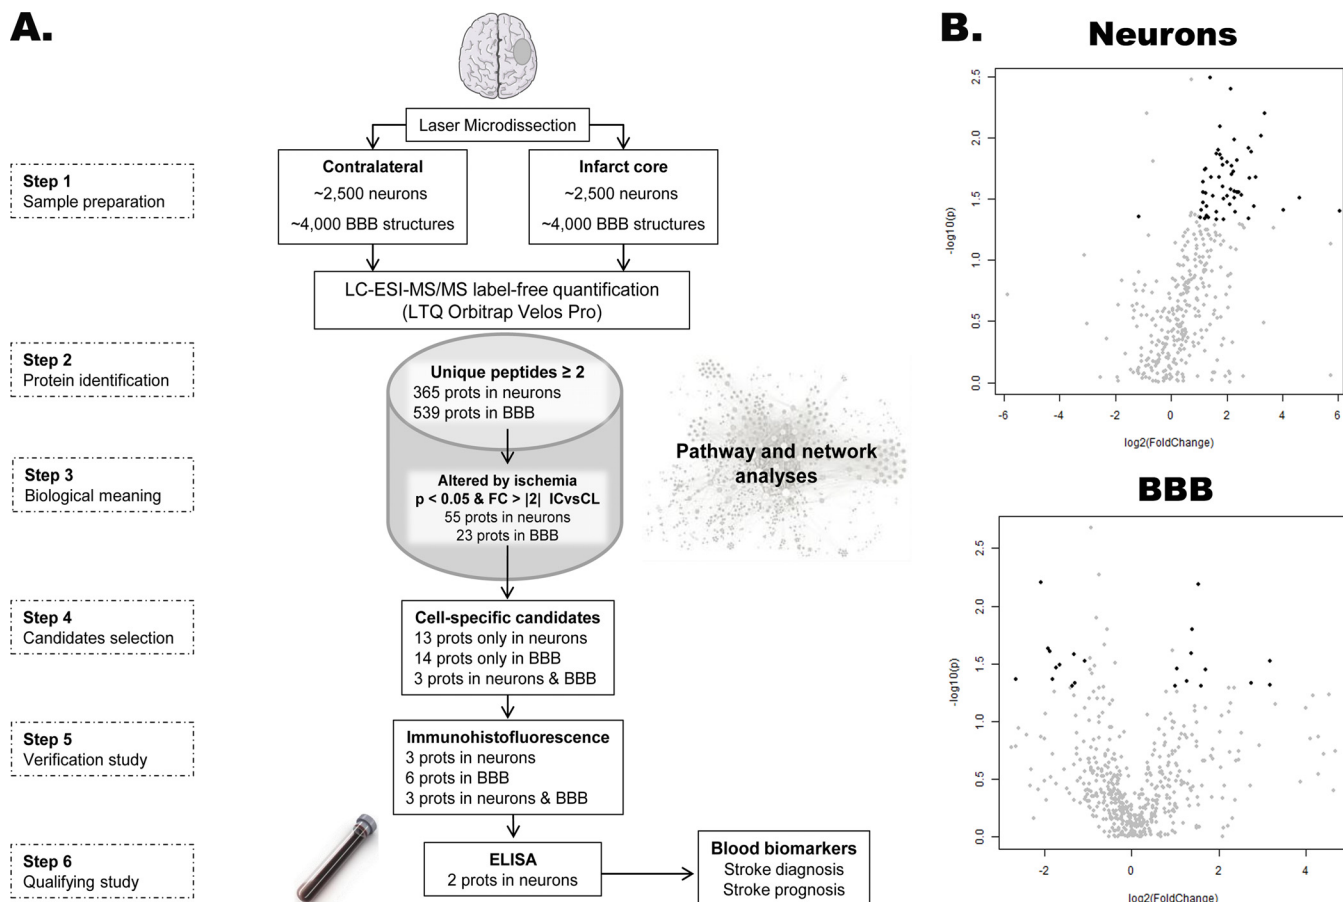 A.
Laser Microdissection
Step 1
Sample preparation
Contralateral
~2,500 neurons
~4,000 BBB structures
Infarct core
~2,500 neurons
~4,000 BBB structures
LC-ESI-MS/MS label-free quantification
(LTQ Orbitrap Velos Pro)
Step 2
Protein identification
Unique peptides ≥ 2
365 prots in neurons
539 prots in BBB
Step 3
Biological meaning
Altered by ischemia
p < 0.05 & FC > |2| ICvsCL
55 prots in neurons
23 prots in BBB
Pathway and network
analyses
Step 4
Candidates selection
Cell-specific candidates
13 prots only in neurons
14 prots only in BBB
3 prots in neurons & BBB
Step 5
Verification study
Immunohistofluorescence
3 prots in neurons
6 prots in BBB
3 prots in neurons & BBB
Step 6
Qualifying study
ELISA
2 prots in neurons
Blood biomarkers
Stroke diagnosis
Stroke prognosis
B.
Neurons
-log10(p)
2.5
2.0
1.5
1.0
0.5
0.0
-6 -4 -2 0 2 4 6
log2(FoldChange)
BBB
-log10(p)
2.5
2.0
1.5
1.0
0.5
0.0
-2 0 2 4
log2(FoldChange)